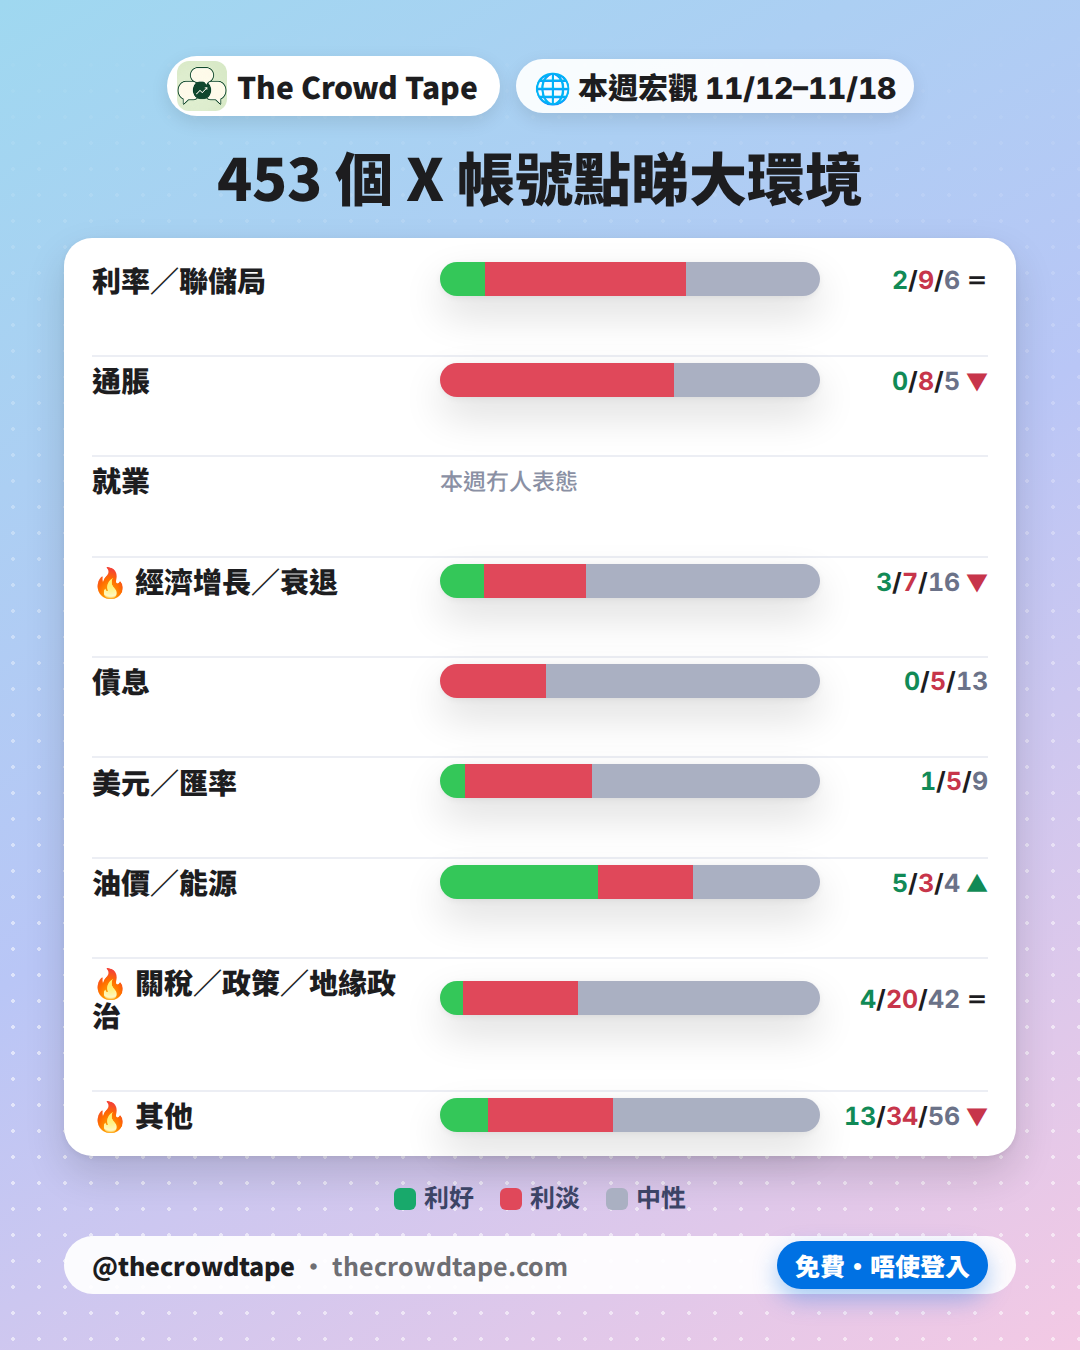 The Crowd Tape
🌐 本週宏觀 11/12–11/18
453 個 X 帳號點睇大環境
利率／聯儲局 2/9/6 =
通脹 0/8/5 ▼
就業 本週冇人表態
🔥 經濟增長／衰退 3/7/16 ▼
債息 0/5/13
美元／匯率 1/5/9
油價／能源 5/3/4 ▲
🔥 關稅／政策／地緣政
治 4/20/42 =
🔥 其他 13/34/56 ▼
利好 利淡 中性
@thecrowdtape · thecrowdtape.com 免費・唔使登入